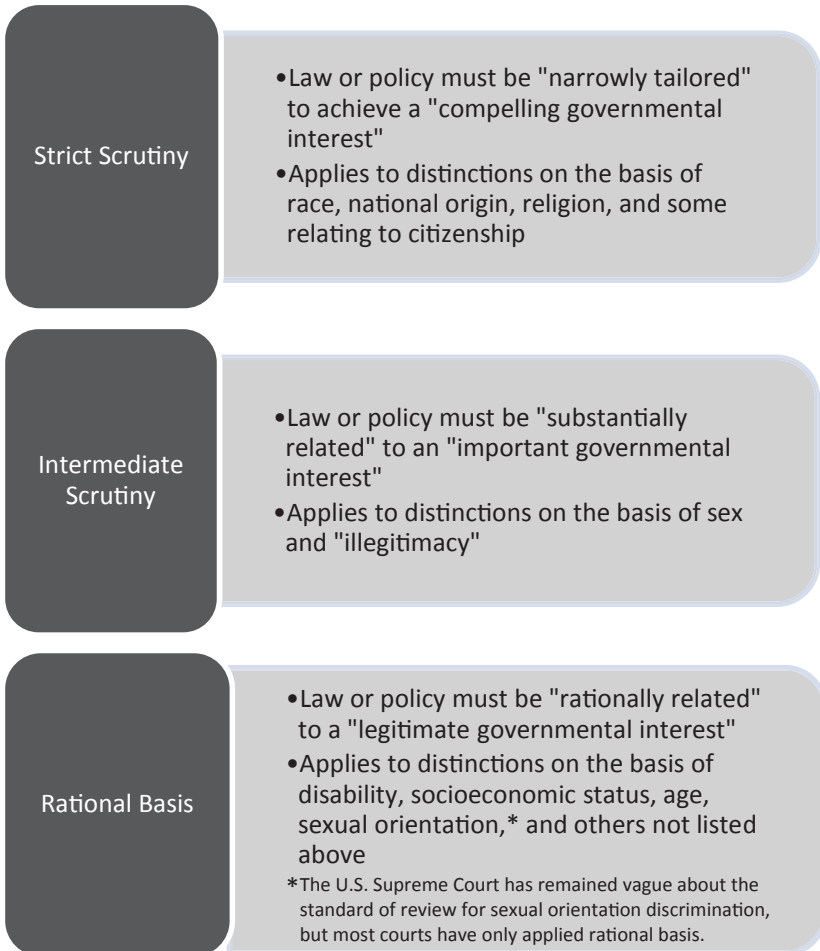 Strict Scrutiny
•Law or policy must be "narrowly tailored"
to achieve a "compelling governmental
interest"
•Applies to distinctions on the basis of
race, national origin, religion, and some
relating to citizenship
Intermediate
Scrutiny
•Law or policy must be "substantially
related" to an "important governmental
interest"
•Applies to distinctions on the basis of sex
and "illegitimacy"
Rational Basis
•Law or policy must be "rationally related"
to a "legitimate governmental interest"
•Applies to distinctions on the basis of
disability, socioeconomic status, age,
sexual orientation,* and others not listed
above
*The U.S. Supreme Court has remained vague about the
standard of review for sexual orientation discrimination,
but most courts have only applied rational basis.